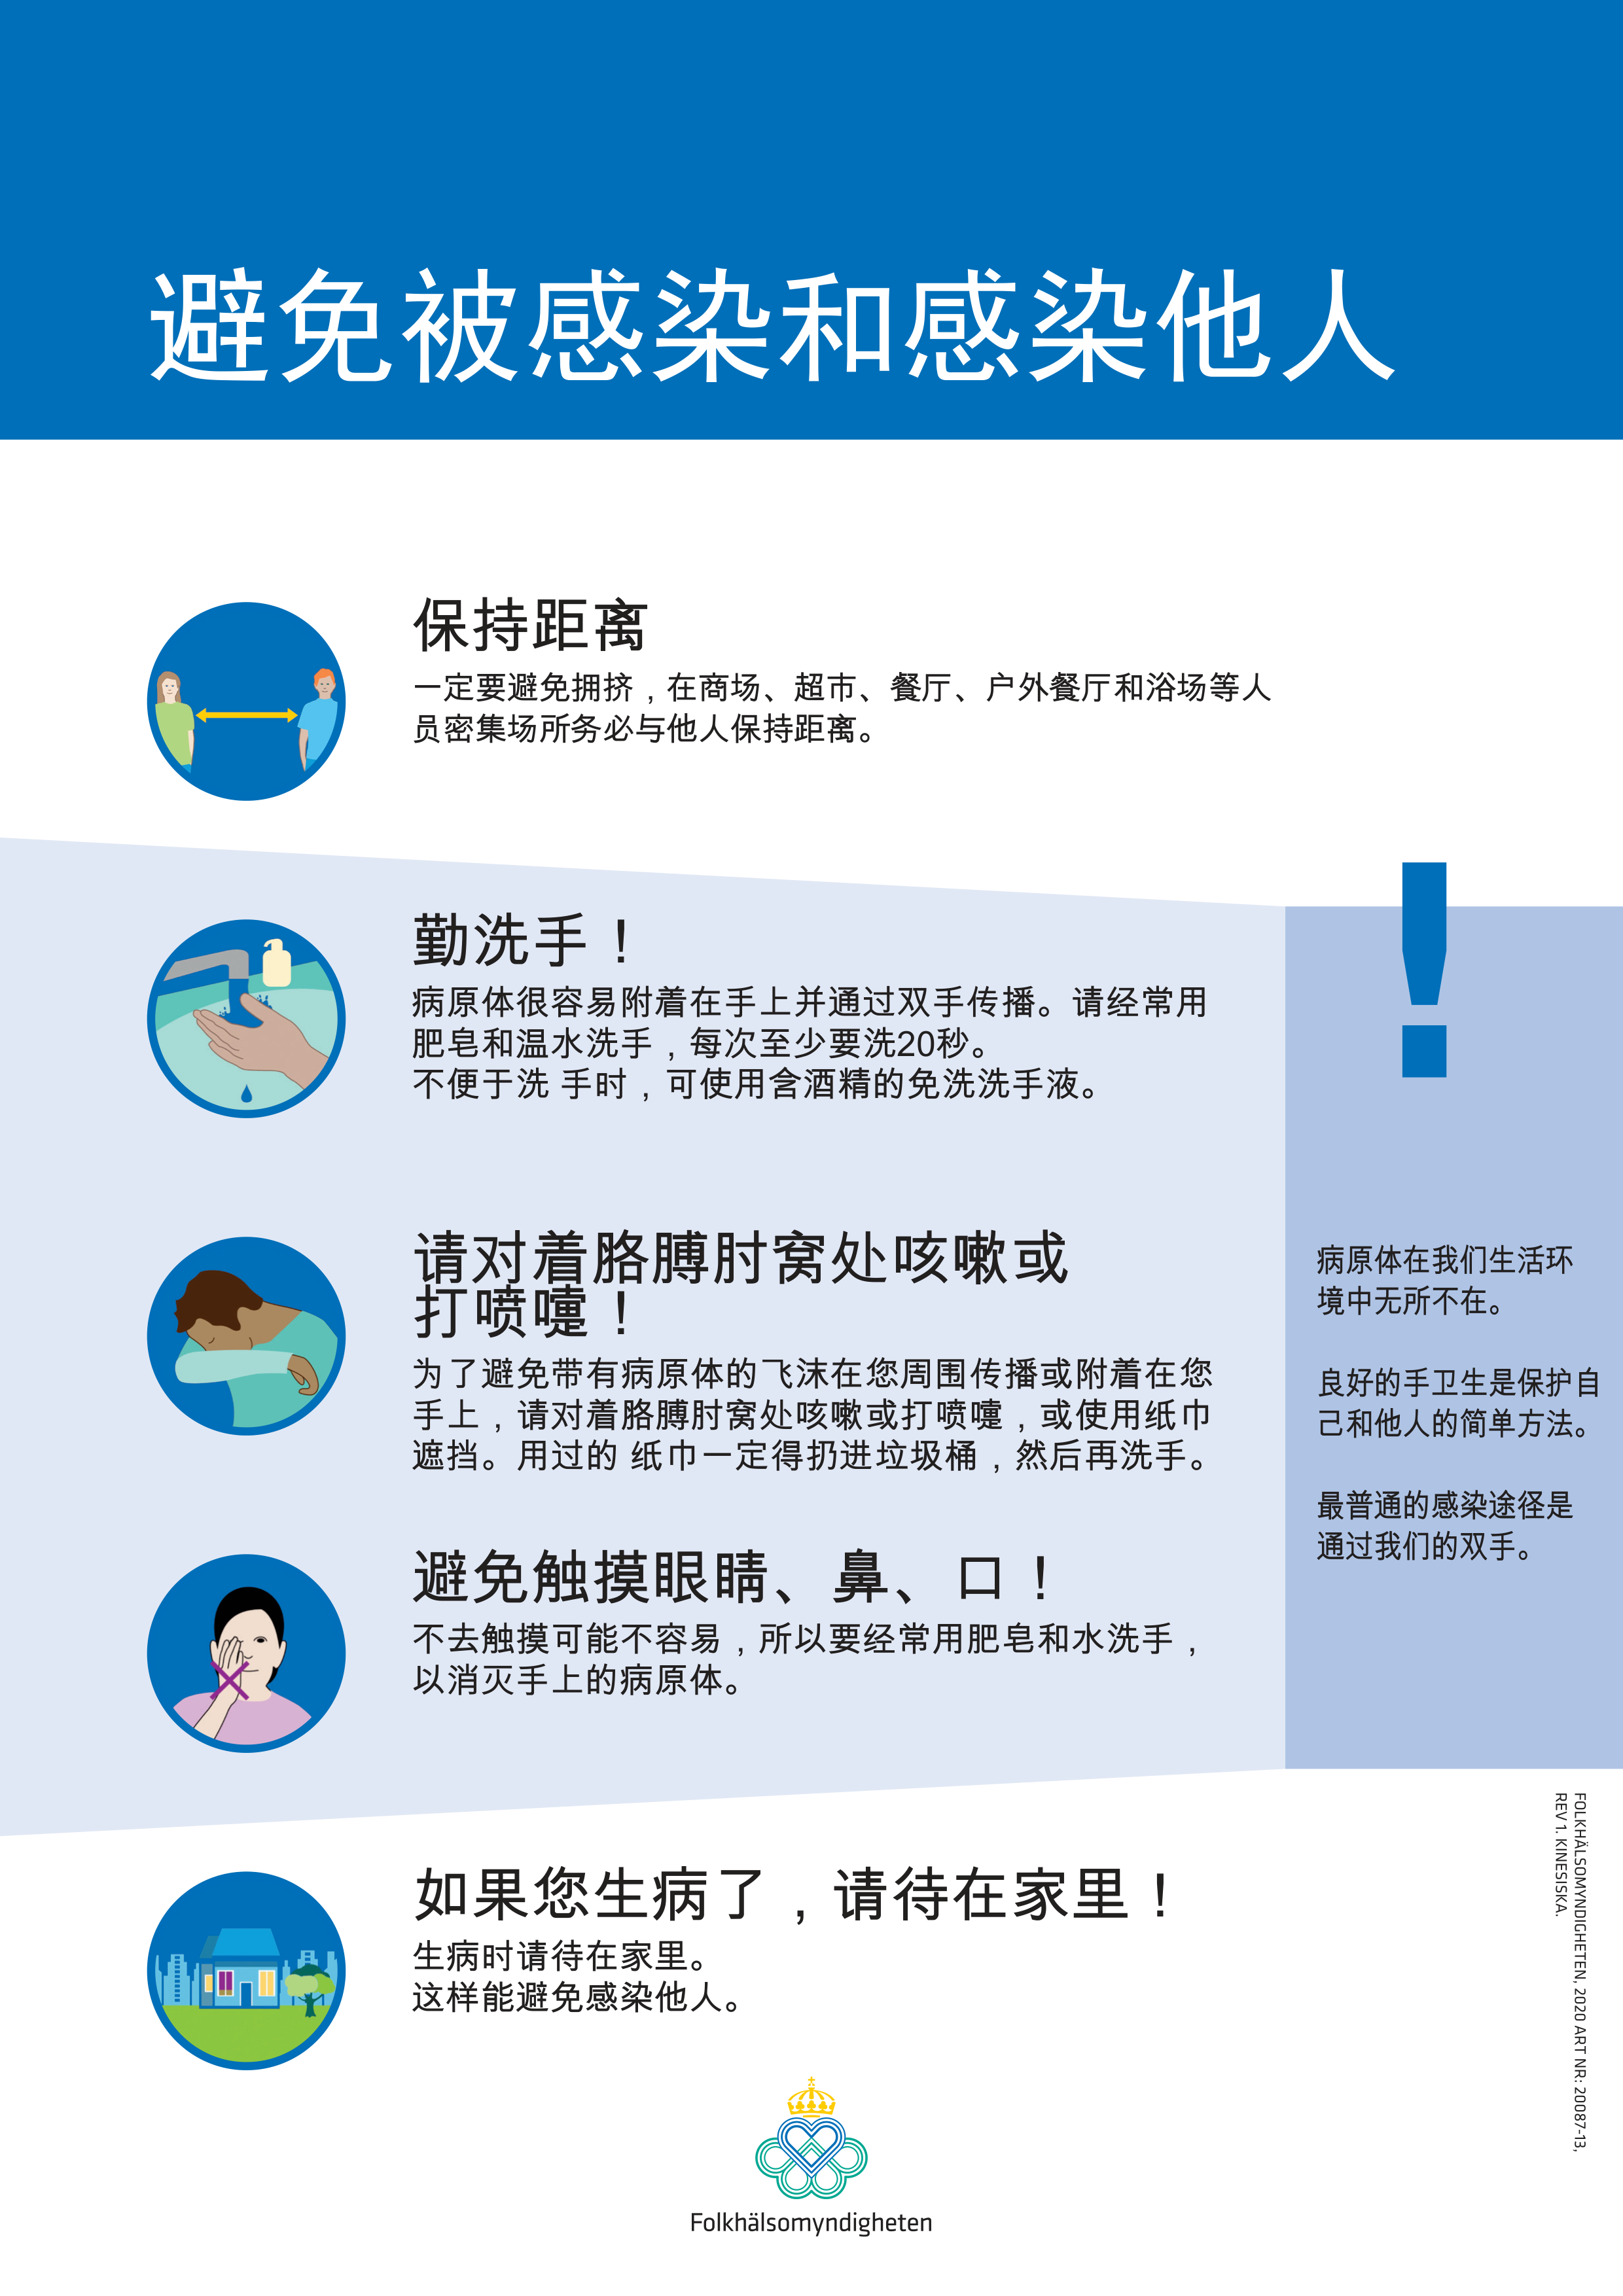 避免被感染和感染他人
保持距离
一定要避免拥挤，在商场、超市、餐厅、户外餐厅和浴场等人
员密集场所务必与他人保持距离。
勤洗手！
病原体很容易附着在手上并通过双手传播。请经常用
肥皂和温水洗手，每次至少要洗20秒。
不便于洗 手时，可使用含酒精的免洗洗手液。
请对着胳膊肘窝处咳嗽或
打喷嚏！
为了避免带有病原体的飞沫在您周围传播或附着在您
手上，请对着胳膊肘窝处咳嗽或打喷嚏，或使用纸巾
遮挡。用过的 纸巾一定得扔进垃圾桶，然后再洗手。
避免触摸眼睛、鼻、口！
不去触摸可能不容易，所以要经常用肥皂和水洗手，
以消灭手上的病原体。
!
病原体在我们生活环
境中无所不在。
良好的手卫生是保护自
己和他人的简单方法。
最普通的感染途径是
通过我们的双手。
如果您生病了，请待在家里！
生病时请待在家里。
这样能避免感染他人。
FOLKHÄLSOMYNDIGHETEN, 2020 ART NR: 20087-13,
REV 1. KINESISKA.
Folkhälsomyndigheten